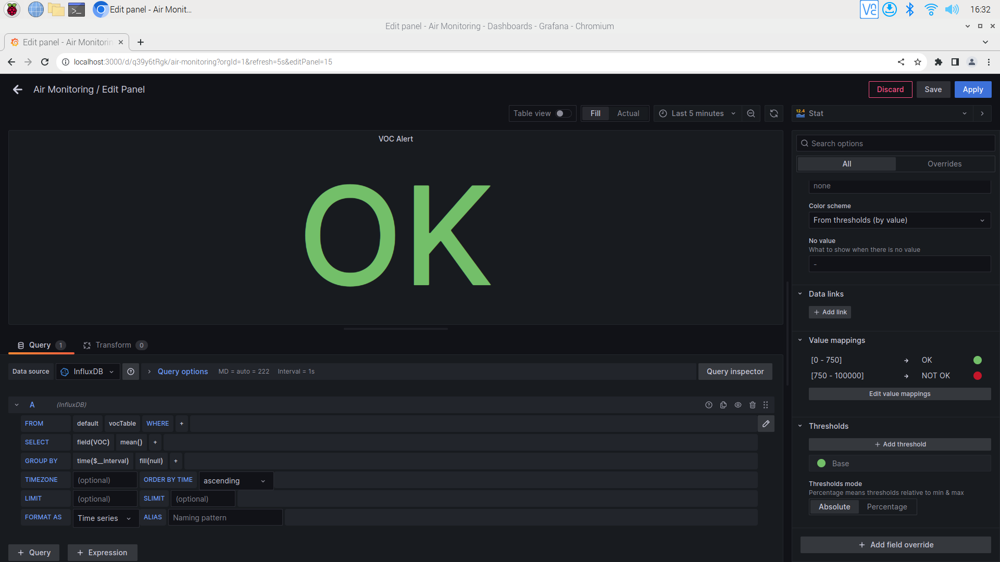 Edit panel - Air Monit...
16:32
Edit panel - Air Monitoring - Dashboards - Grafana - Chromium
Edit panel - Air Monitorin
localhost:3000/d/q39y6tRgk/air-monitoring?orgId=1&refresh=5s&editPanel=15
Air Monitoring / Edit Panel
Discard
Save
Apply
Table view
Fill
Actual
Last 5 minutes
12.4
Stat
VOC Alert
OK
Search options
All
Overrides
none
Color scheme
From thresholds (by value)
No value
What to show when there is no value
-
Data links
+ Add link
Value mappings
[0 - 750] → OK
[750 - 100000] → NOT OK
Edit value mappings
Thresholds
+ Add threshold
Base
Thresholds mode
Percentage means thresholds relative to min & max
Absolute
Percentage
+ Add field override
Query 1
Transform 0
Data source
InfluxDB
Query options
MD = auto = 222
Interval = 1s
Query inspector
A (InfluxDB)
FROM default vocTable WHERE +
SELECT field(VOC) mean() +
GROUP BY time($__interval) fill(null) +
TIMEZONE (optional) ORDER BY TIME ascending
LIMIT (optional) SLIMIT (optional)
FORMAT AS Time series ALIAS Naming pattern
+ Query
+ Expression